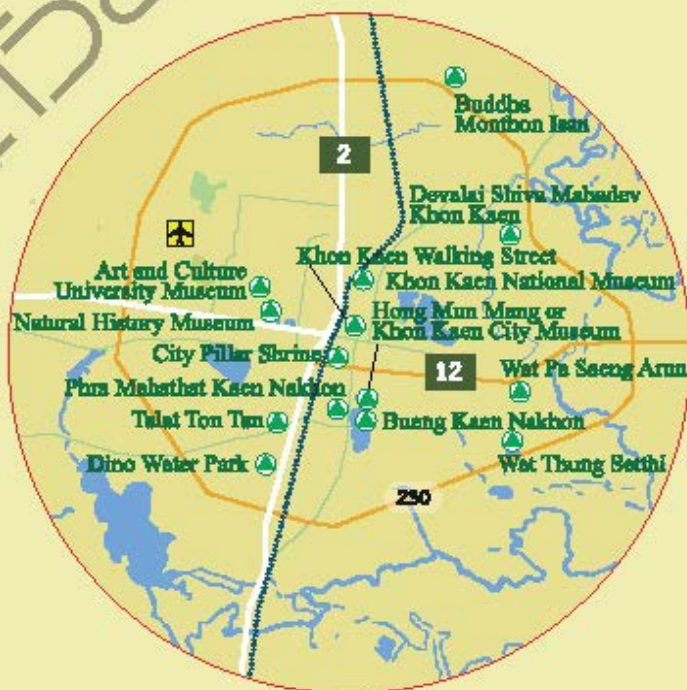 Buddha
Monthon Isan
2
Devalai Shiva Mahadev
Khon Kaen
Khon Kaen Walking Street
Art and Culture
University Museum
Khon Kaen National Museum
Natural History Museum
Hong Mun Mang or
Khon Kaen City Museum
City Pillar Shrine
12
Wat Pa Saeng Arun
Phra Mahathat Kaen Nakhon
Talat Ton Tan
Bueng Kaen Nakhon
Dino Water Park
Wat Thung Setthi
230